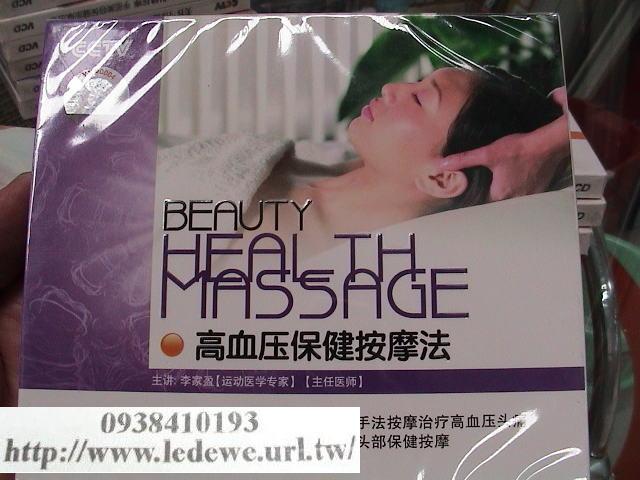 VCD
VCD
CCTV
BEAUTY
HEALTH
MASSAGE
高血压保健按摩法
主讲: 李家盈【运动医学专家】【主任医师】
手法按摩治疗高血压头痛
头部保健按摩
0938410193
http://www.ledewe.url.tw/